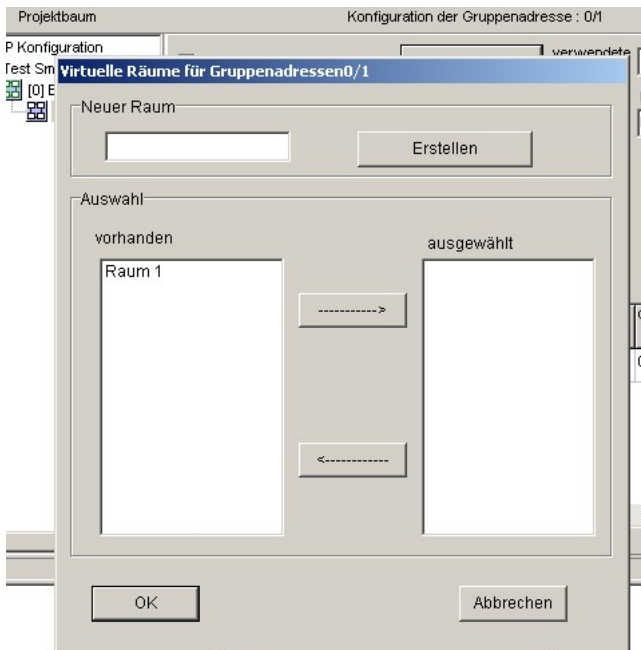 Projektbaum
Konfiguration der Gruppenadresse : 0/1
P Konfiguration
verwendete
Test Sm
[0] E
Virtuelle Räume für Gruppenadressen0/1
Neuer Raum
Erstellen
Auswahl
vorhanden
ausgewählt
Raum 1
----------->
<------------
OK
Abbrechen